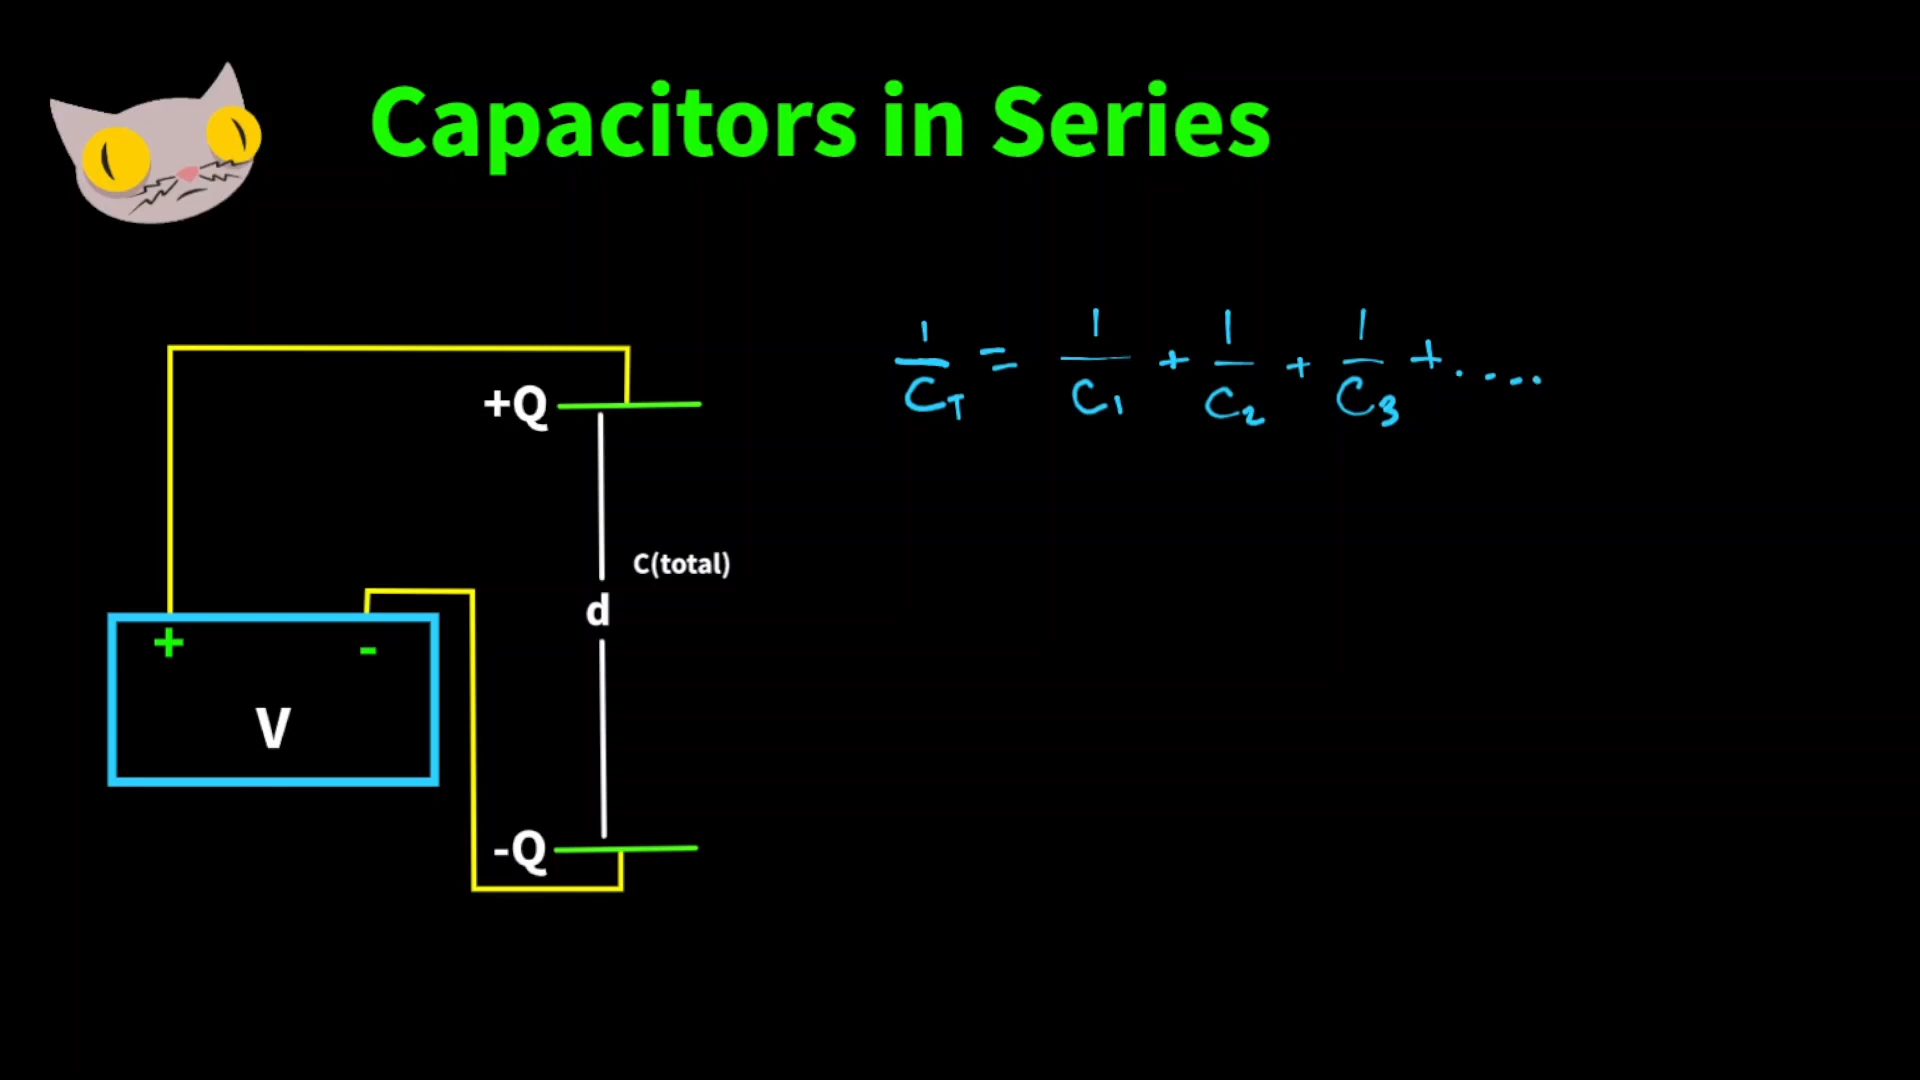 Capacitors in Series
1/C_T = 1/C_1 + 1/C_2 + 1/C_3 + ....
+Q
C(total)
d
+ -
V
-Q